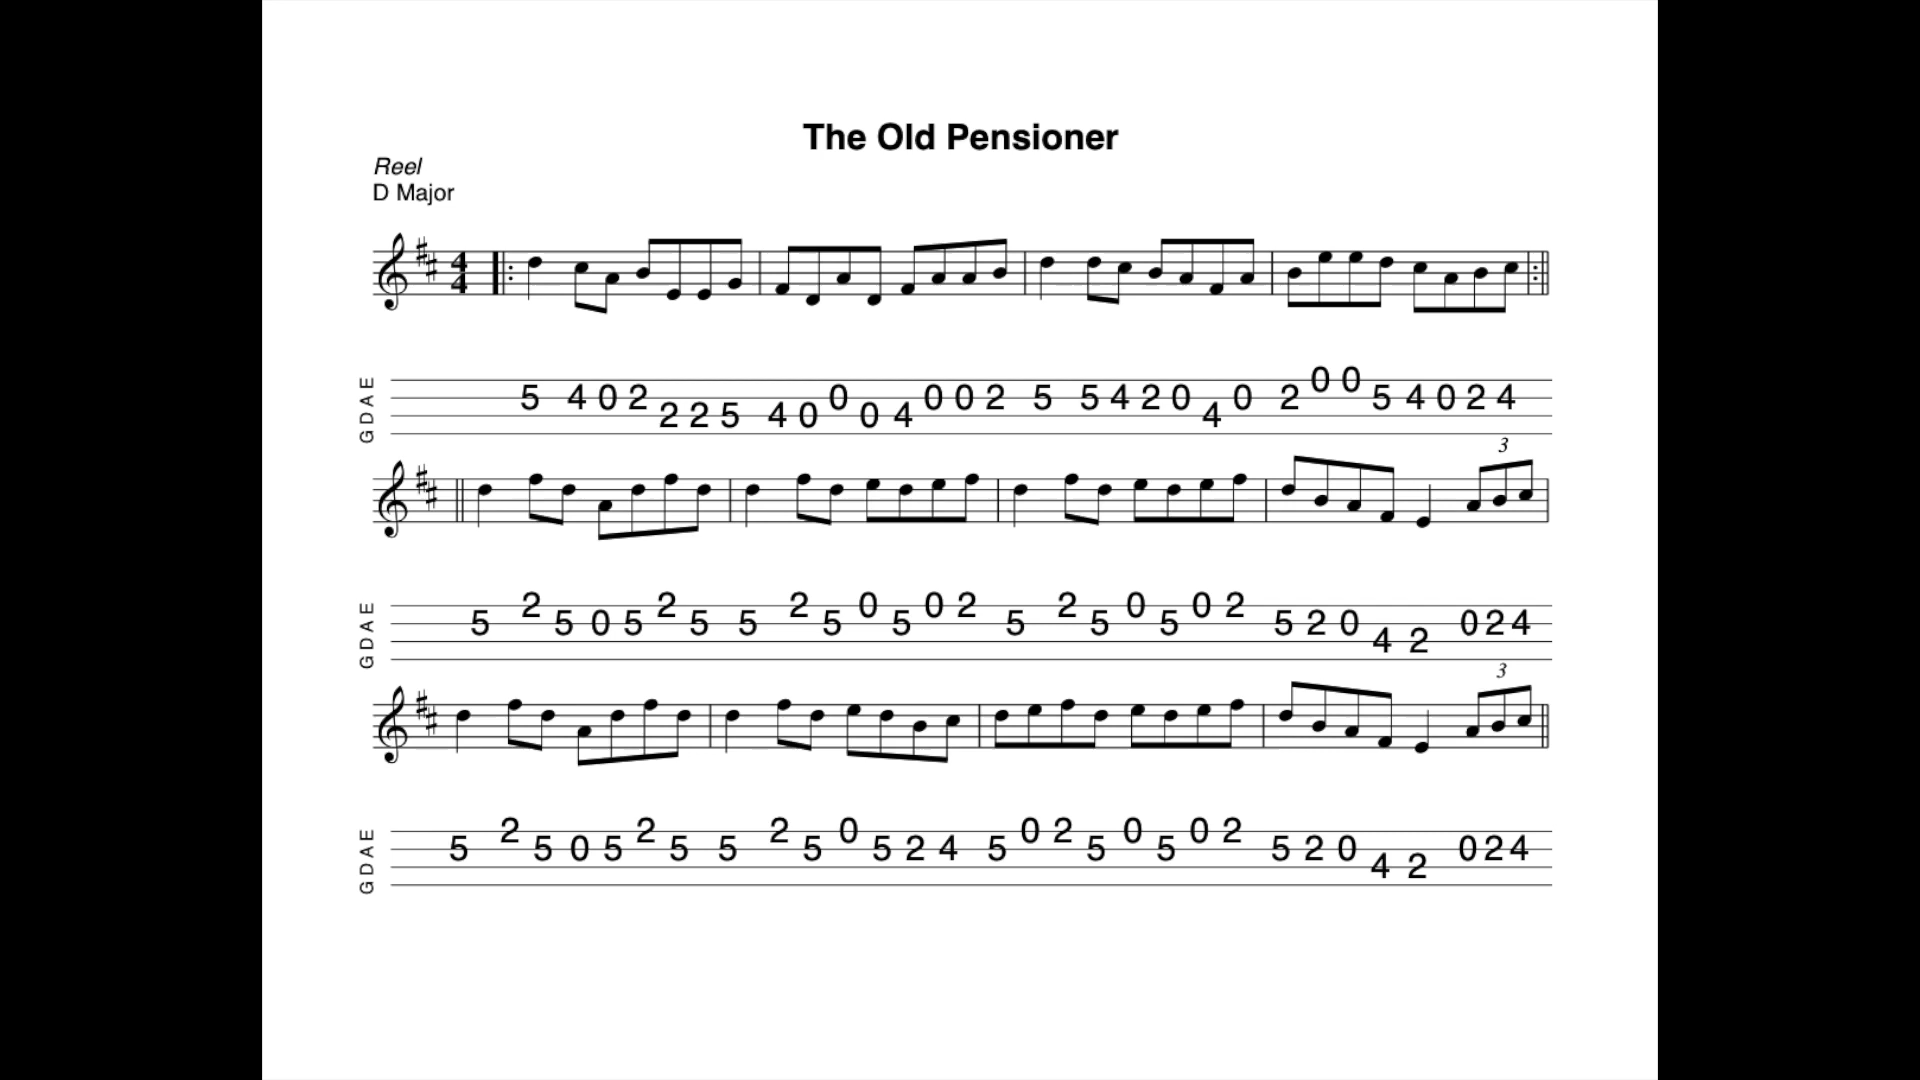 The Old Pensioner
Reel
D Major
4
4
E A D G 5 4 0 2 2 2 5 4 0 0 0 4 0 0 2 5 5 4 2 0 4 0 2 0 0 5 4 0 2 4
3
E A D G 5 2 5 0 5 2 5 5 2 5 0 5 0 2 5 2 5 0 5 0 2 5 2 0 4 2 0 2 4
3
E A D G 5 2 5 0 5 2 5 5 2 5 0 5 2 4 5 0 2 5 0 5 0 2 5 2 0 4 2 0 2 4